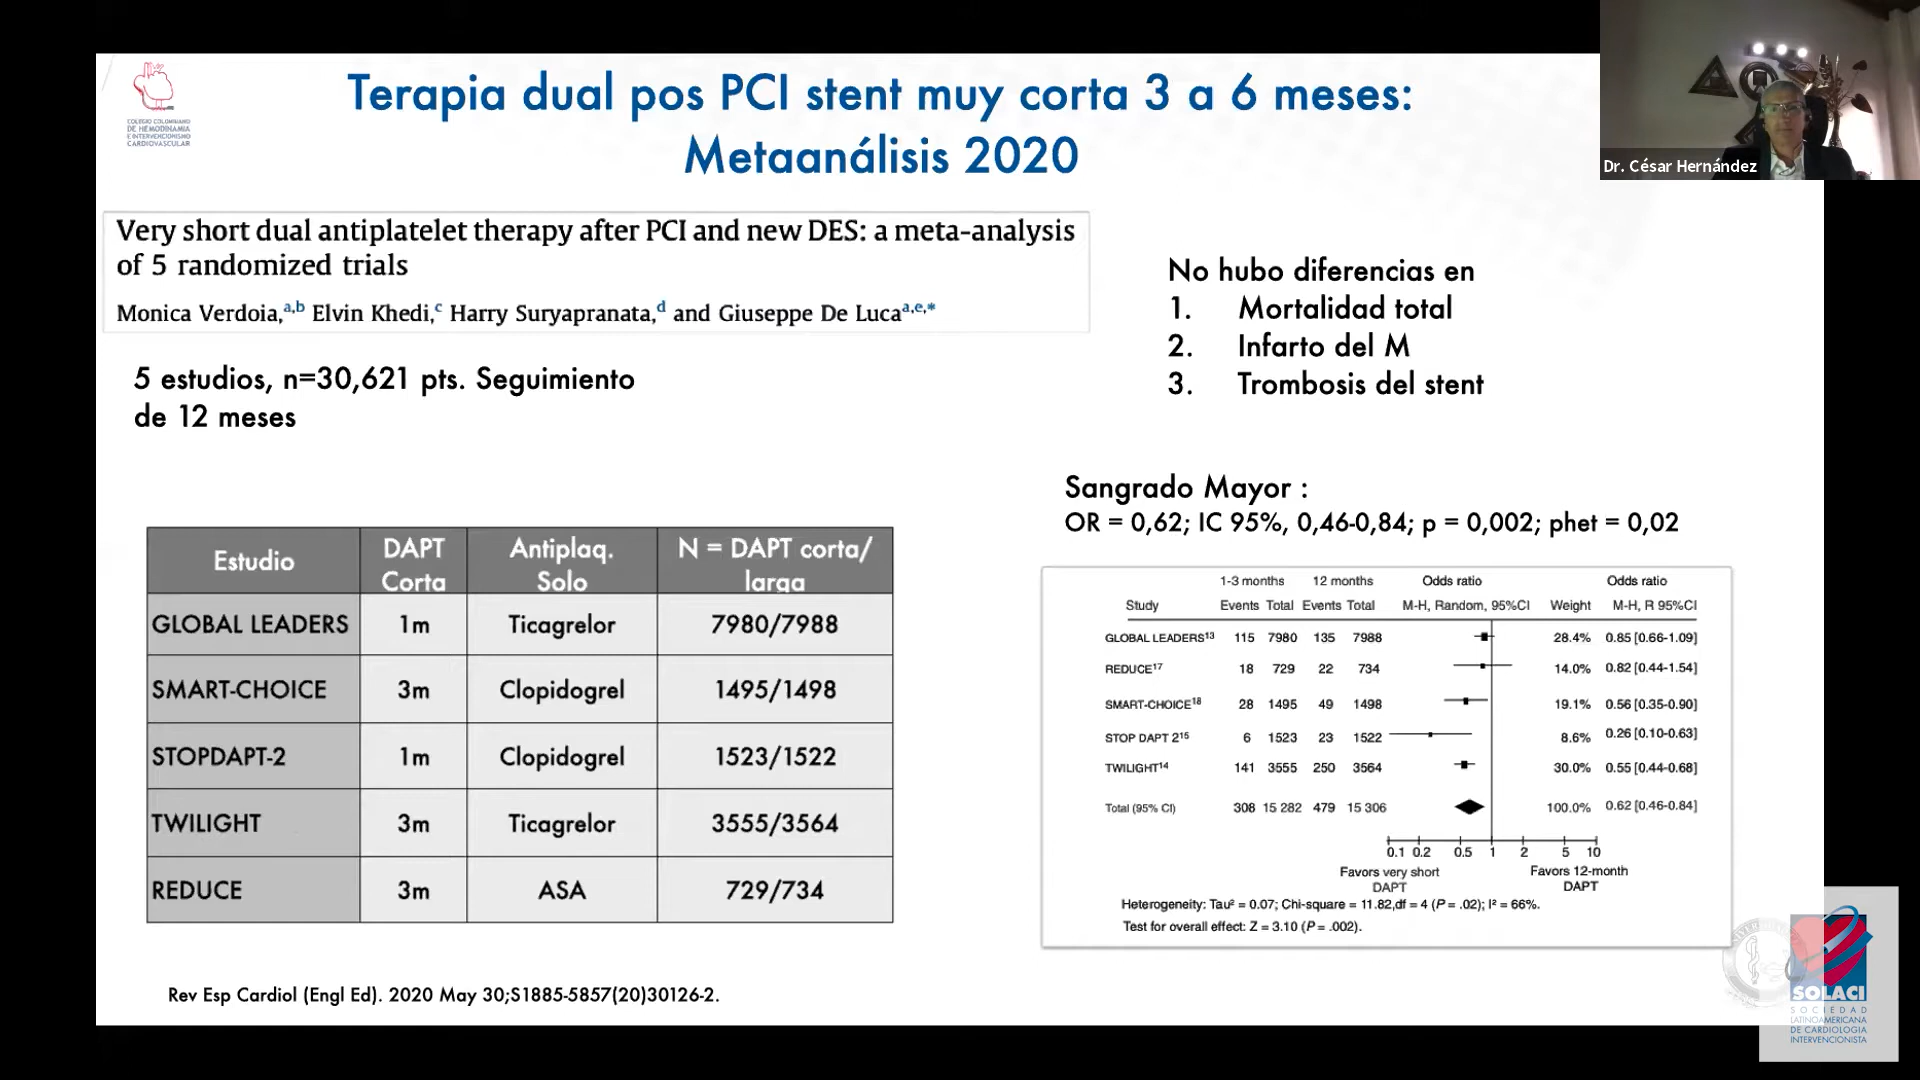 COLEGIO COLOMBIANO
DE HEMODINAMIA
E INTERVENCIONISMO
CARDIOVASCULAR
Terapia dual pos PCI stent muy corta 3 a 6 meses:
Metaanálisis 2020
Dr. César Hernández
Very short dual antiplatelet therapy after PCI and new DES: a meta-analysis
of 5 randomized trials
Monica Verdoia,a,b Elvin Khedi,c Harry Suryapranata,d and Giuseppe De Lucaa,e,*
5 estudios, n=30,621 pts. Seguimiento
de 12 meses
No hubo diferencias en
1. Mortalidad total
2. Infarto del M
3. Trombosis del stent
Sangrado Mayor :
OR = 0,62; IC 95%, 0,46-0,84; p = 0,002; phet = 0,02
Estudio DAPT Corta Antiplaq. Solo N = DAPT corta/ larga
GLOBAL LEADERS 1m Ticagrelor 7980/7988
SMART-CHOICE 3m Clopidogrel 1495/1498
STOPDAPT-2 1m Clopidogrel 1523/1522
TWILIGHT 3m Ticagrelor 3555/3564
REDUCE 3m ASA 729/734
1-3 months 12 months Odds ratio Odds ratio
Study Events Total Events Total M-H, Random, 95%CI Weight M-H, R 95%CI
GLOBAL LEADERS13 115 7980 135 7988 28.4% 0.85 [0.66-1.09]
REDUCE17 18 729 22 734 14.0% 0.82 [0.44-1.54]
SMART-CHOICE18 28 1495 49 1498 19.1% 0.56 [0.35-0.90]
STOP DAPT 215 6 1523 23 1522 8.6% 0.26 [0.10-0.63]
TWILIGHT14 141 3555 250 3564 30.0% 0.55 [0.44-0.68]
Total (95% CI) 308 15 282 479 15 306 100.0% 0.62 [0.46-0.84]
0.1 0.2 0.5 1 2 5 10
Favors very short DAPT Favors 12-month DAPT
Heterogeneity: Tau² = 0.07; Chi-square = 11.82,df = 4 (P = .02); I² = 66%.
Test for overall effect: Z = 3.10 (P = .002).
Rev Esp Cardiol (Engl Ed). 2020 May 30;S1885-5857(20)30126-2.
SOLACI
SOCIEDAD
LATINOAMERICANA
DE CARDIOLOGIA
INTERVENCIONISTA